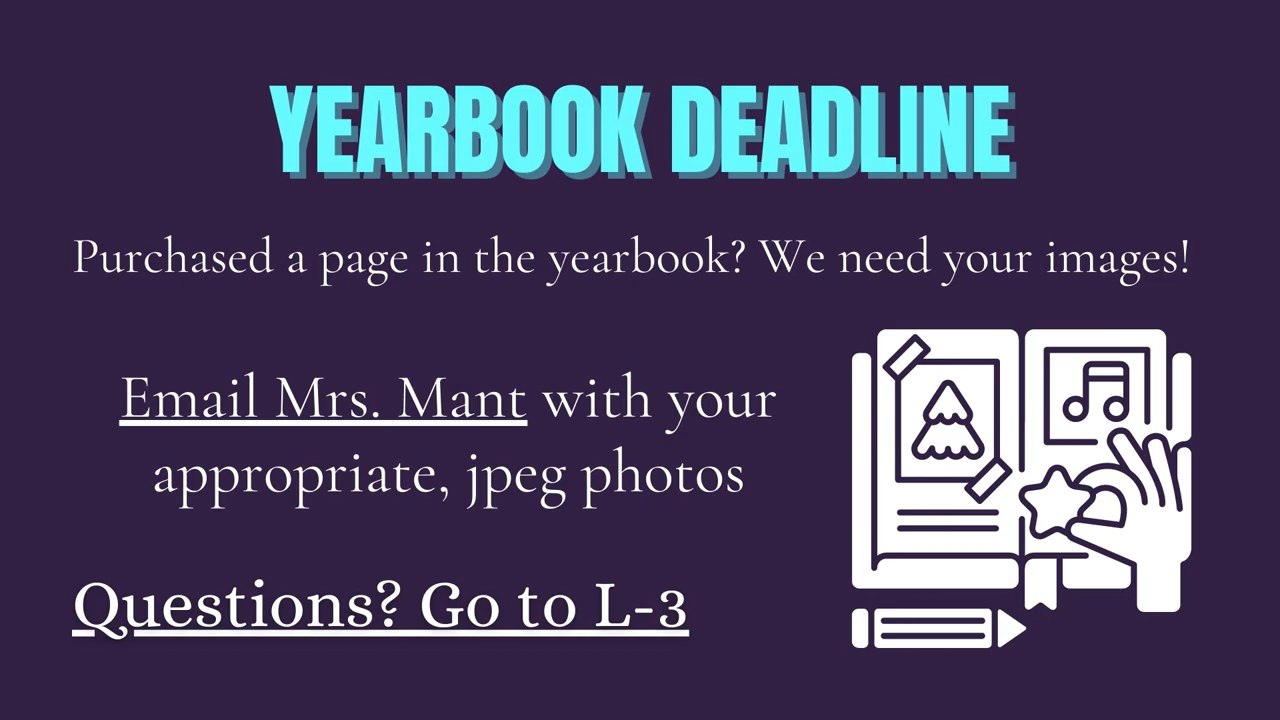 YEARBOOK DEADLINE
Purchased a page in the yearbook? We need your images!
Email Mrs. Mant with your
appropriate, jpeg photos
Questions? Go to L-3